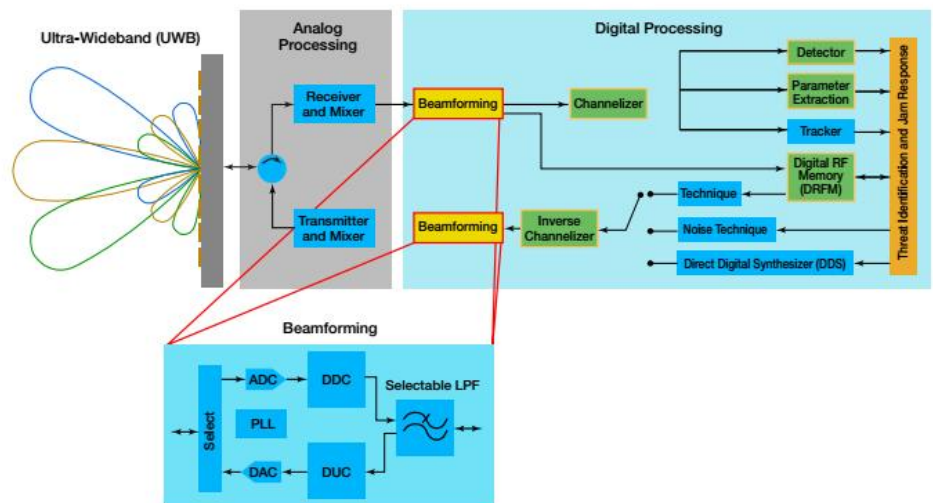 Ultra-Wideband (UWB)
Analog
Processing
Digital Processing
Receiver
and Mixer
Transmitter
and Mixer
Beamforming
Channelizer
Detector
Parameter
Extraction
Tracker
Digital RF
Memory
(DRFM)
Technique
Beamforming
Inverse
Channelizer
Noise Technique
Direct Digital Synthesizer (DDS)
Threat Identification and Jam Response
Beamforming
Select
ADC
DDC
Selectable LPF
PLL
DAC
DUC